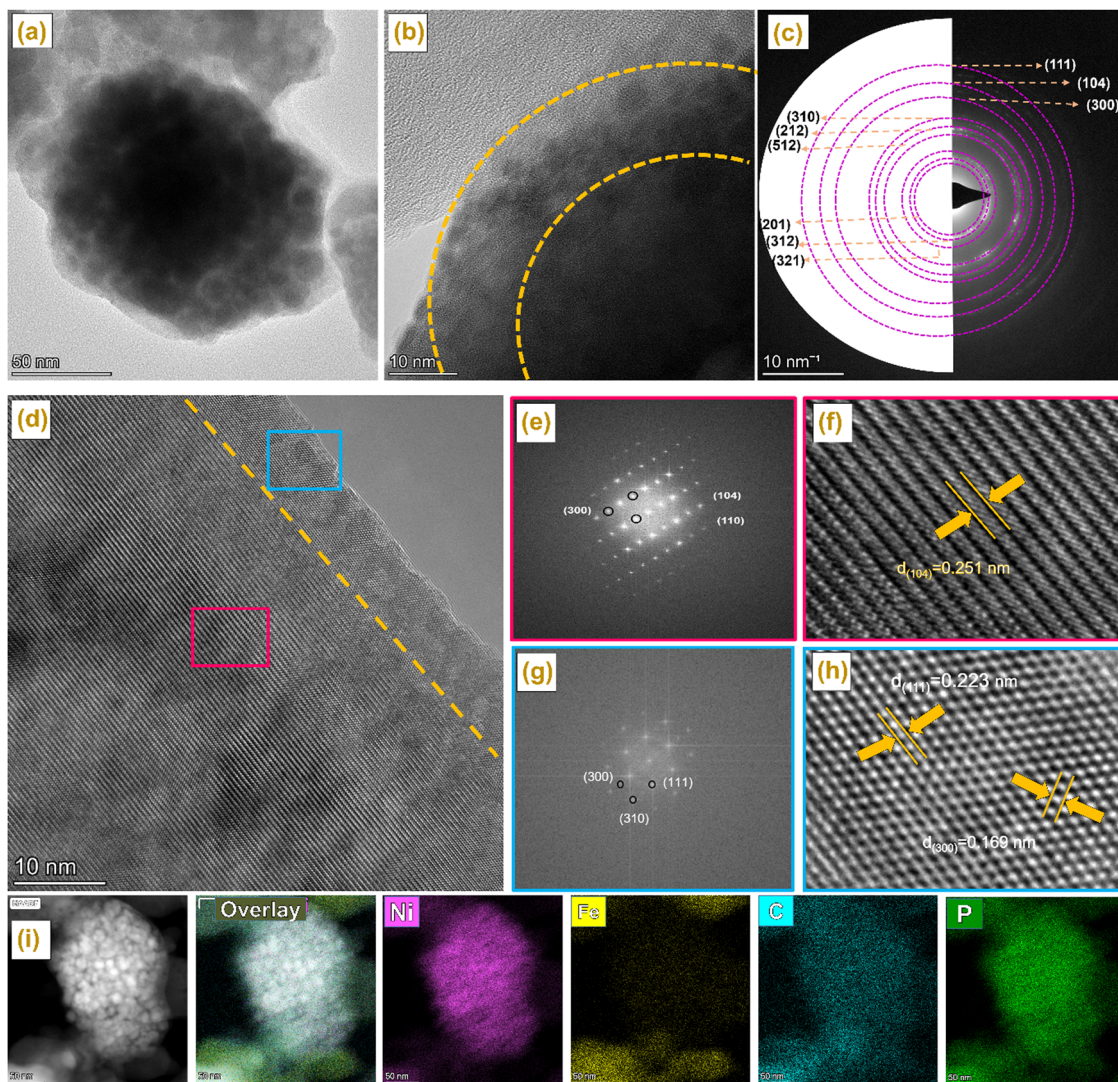 (a)
50 nm
(b)
10 nm
(c)
(111)
(104)
(300)
(310)
(212)
(512)
(201)
(312)
(321)
10 nm⁻¹
(d)
10 nm
(e)
(104)
(300)
(110)
(f)
d(104)=0.251 nm
(g)
(300)
(111)
(310)
(h)
d(111)=0.223 nm
d(300)=0.169 nm
(i)
HAADF
50 nm
Overlay
Ni
50 nm
Fe
50 nm
C
50 nm
P
50 nm